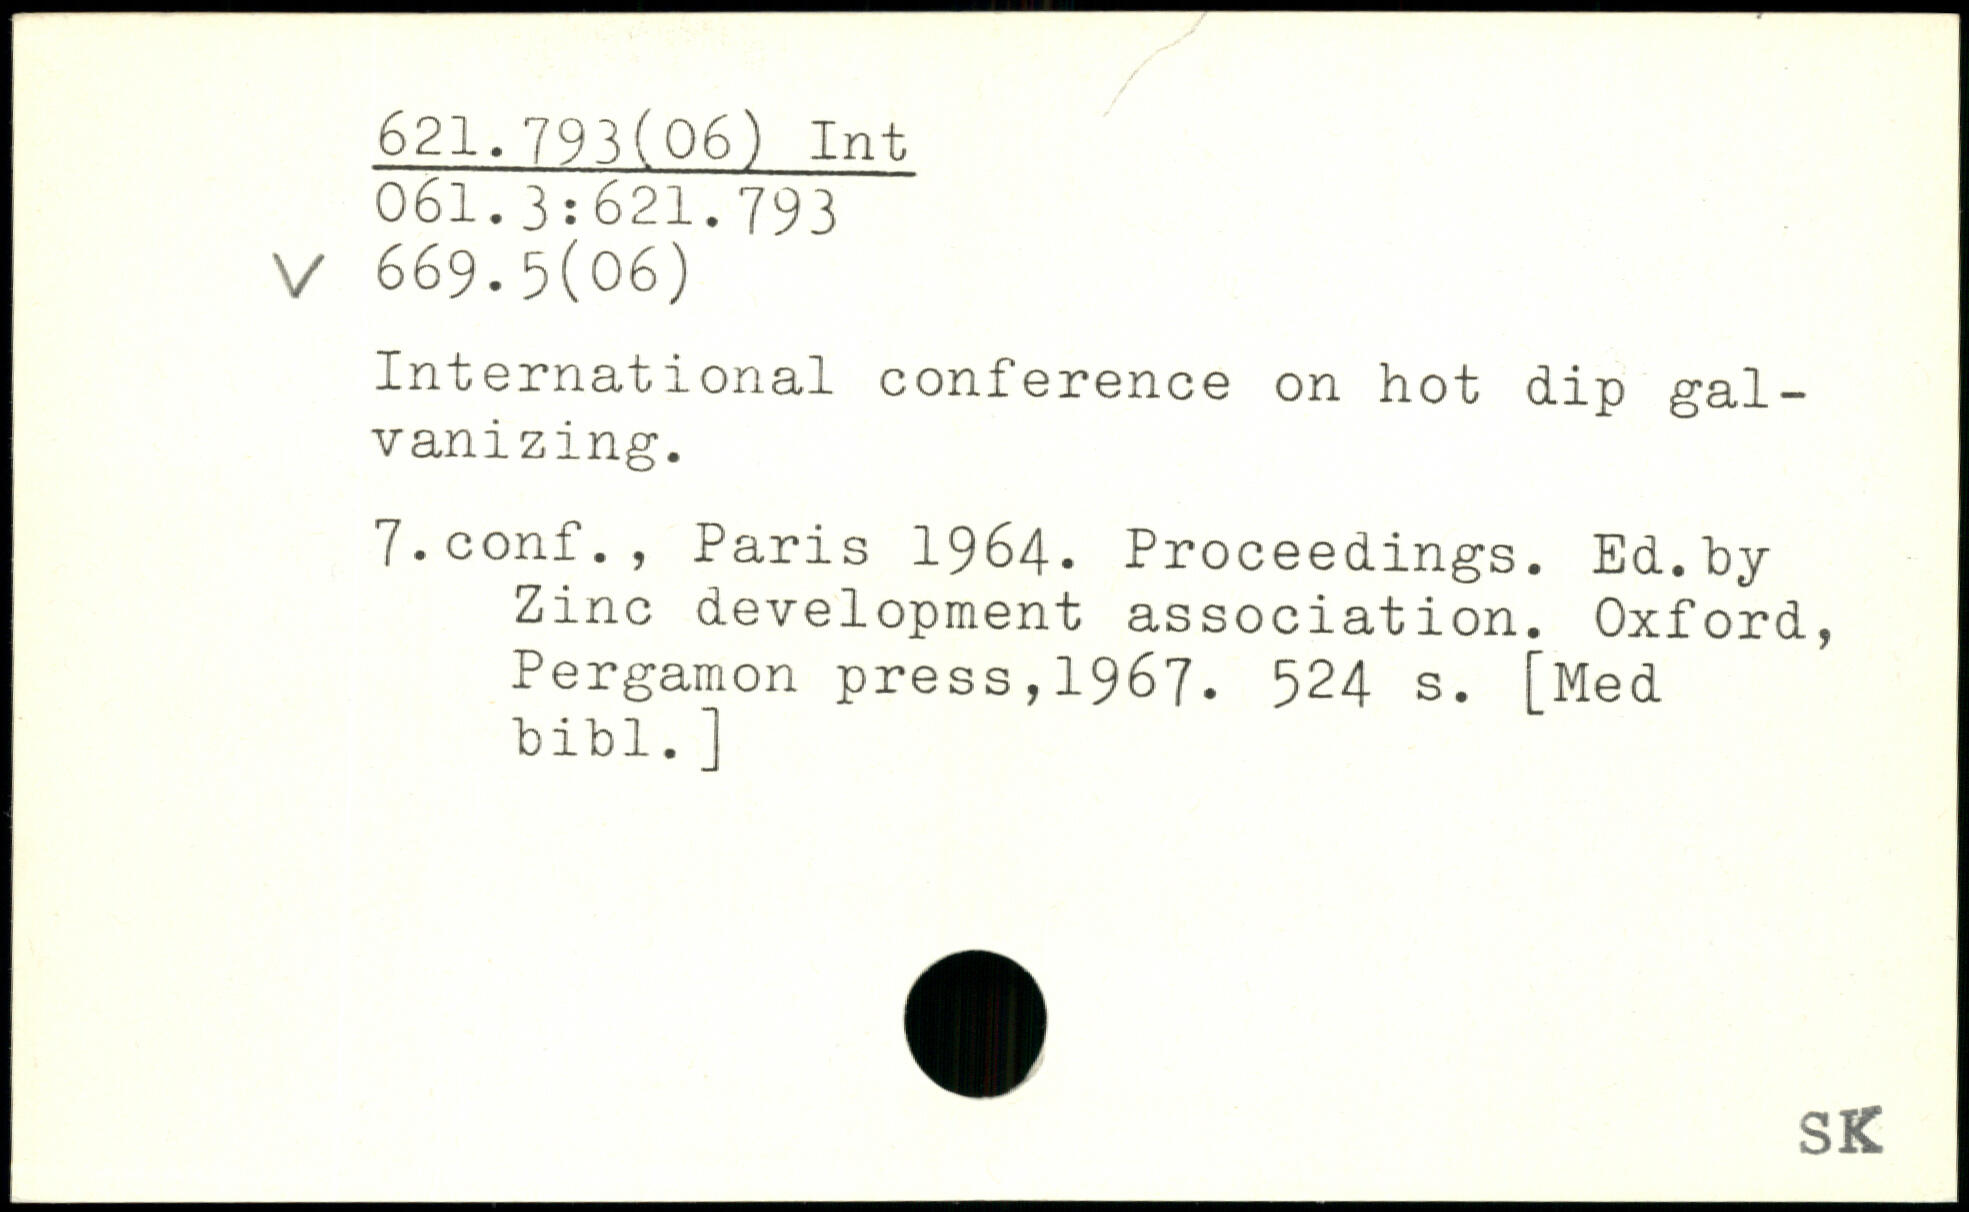 621.793(06) Int
061.3:621.793
V 669.5(06)
International conference on hot dip gal-
vanizing.
7.conf., Paris 1964. Proceedings. Ed.by
Zinc development association. Oxford,
Pergamon press,1967. 524 s. [Med
bibl.]
SK